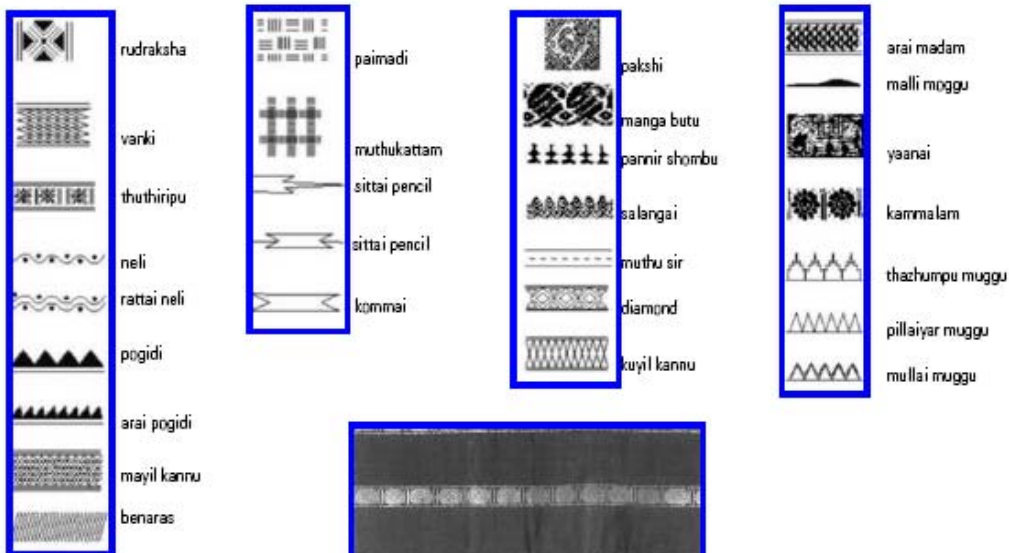 rudraksha
vanki
thuthiripu
neli
rattai neli
pogidi
arai pogidi
mayil kannu
benaras
paimadi
muthukattam
sittai pencil
sittai pencil
kommai
pakshi
manga butu
pannir shombu
salangai
muthu sir
diamond
kuyil kannu
arai madam
malli moggu
yaanai
kammalam
thazhumpu muggu
pillaiyar muggu
mullai muggu